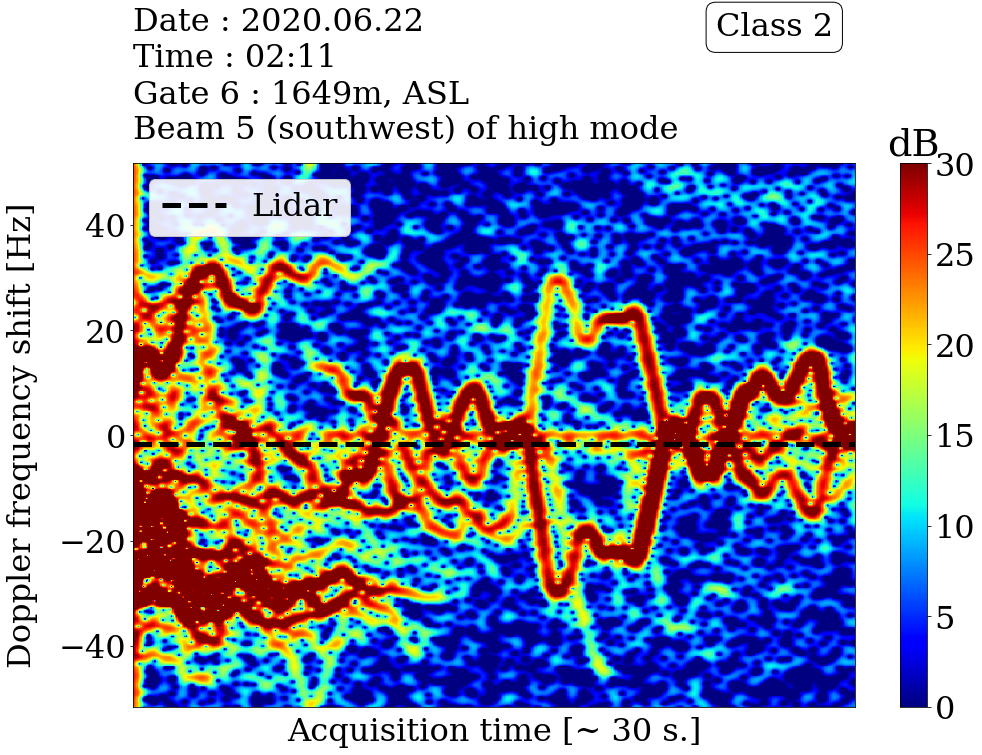 Date : 2020.06.22
Time : 02:11
Gate 6 : 1649m, ASL
Beam 5 (southwest) of high mode
Class 2
dB
Lidar
Doppler frequency shift [Hz]
40
20
0
−20
−40
30
25
20
15
10
5
0
Acquisition time [~ 30 s.]